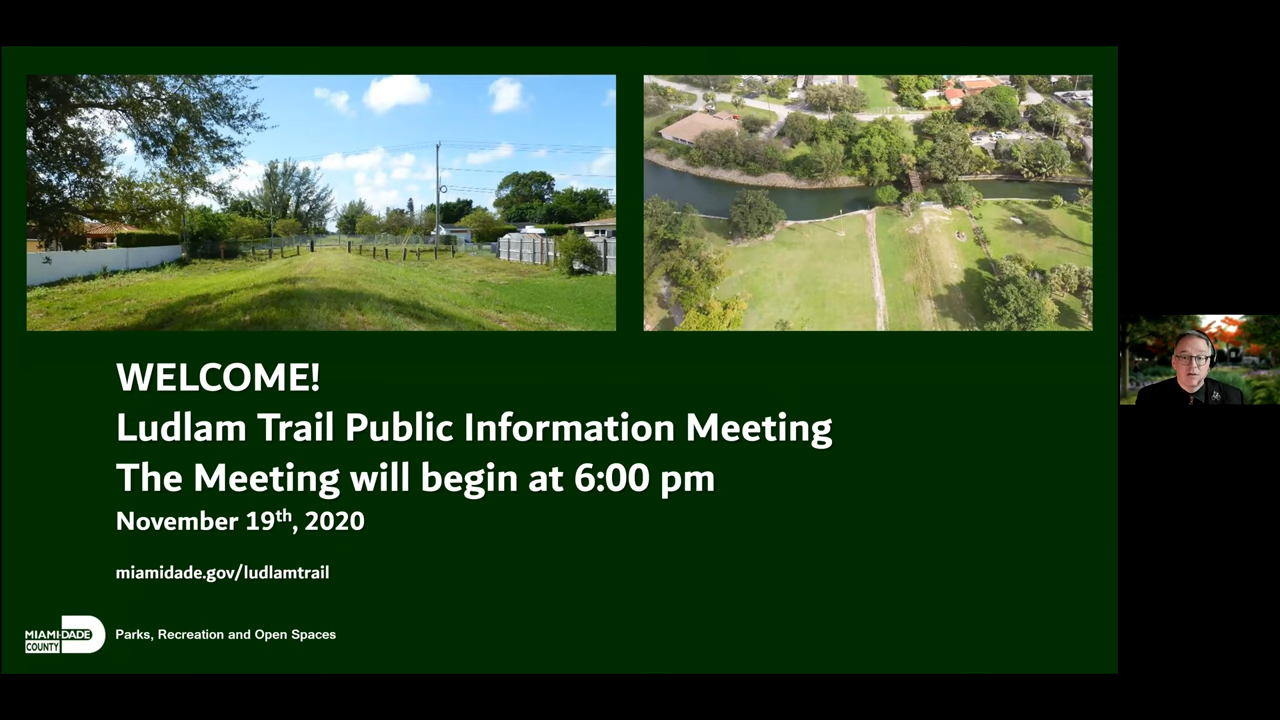 WELCOME!
Ludlam Trail Public Information Meeting
The Meeting will begin at 6:00 pm
November 19th, 2020
miamidade.gov/ludlamtrail
MIAMI-DADE
COUNTY
Parks, Recreation and Open Spaces